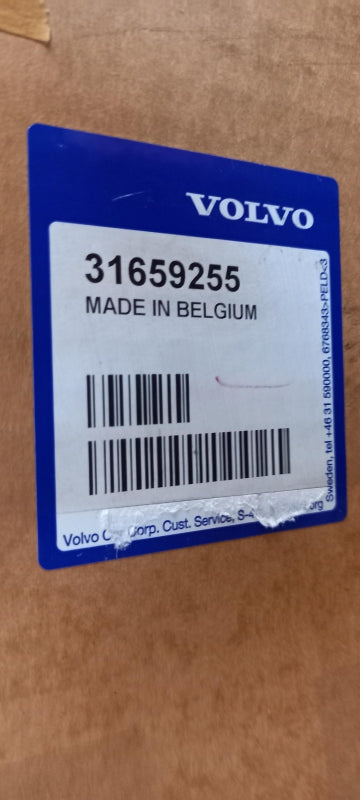 VOLVO
31659255
MADE IN BELGIUM
Volvo Corp. Cust. Service,
Sweden, tel +46 31 590000, 6768343>PELD<3